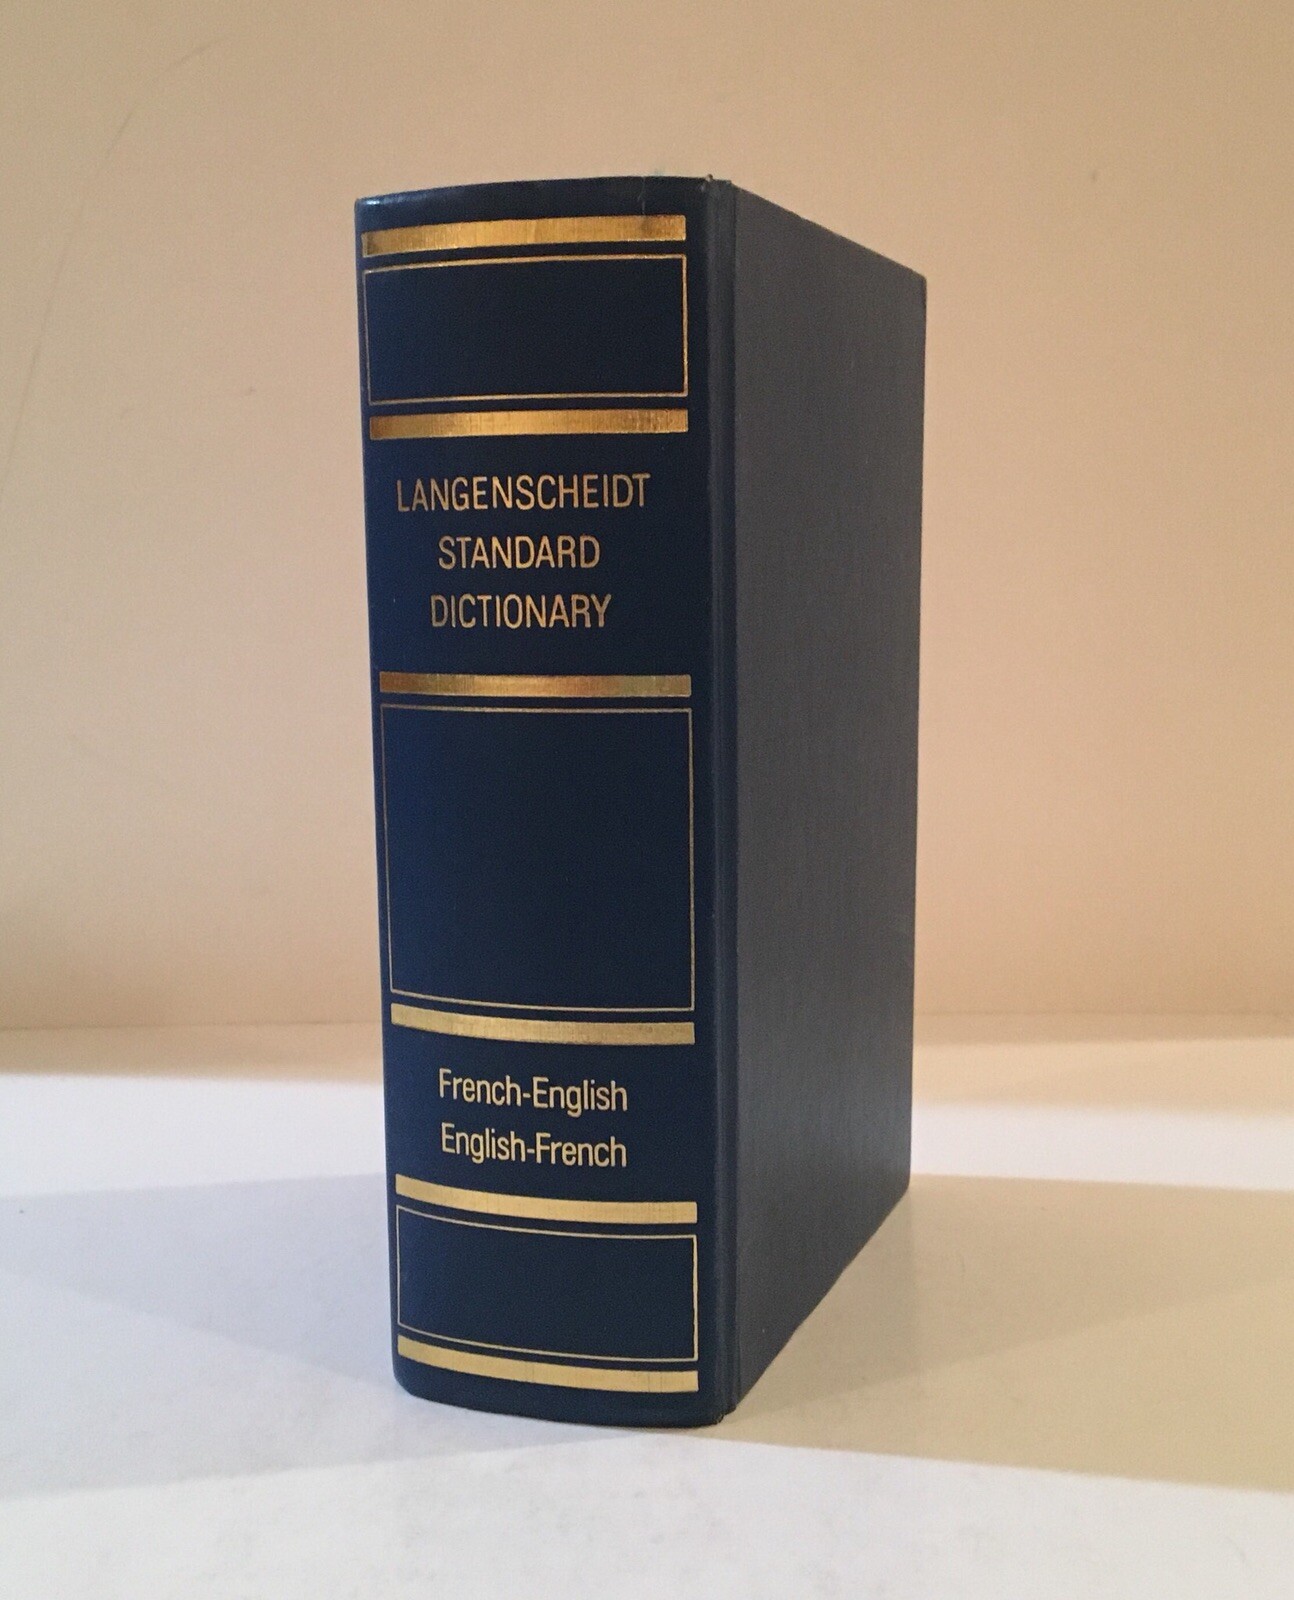 LANGENSCHEIDT
STANDARD
DICTIONARY
French-English
English-French